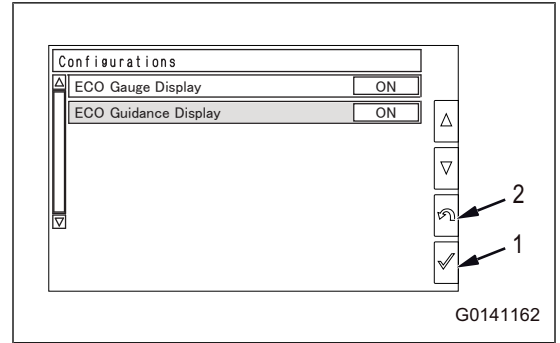 Configurations
ECO Gauge Display ON
ECO Guidance Display ON
2
1
G0141162